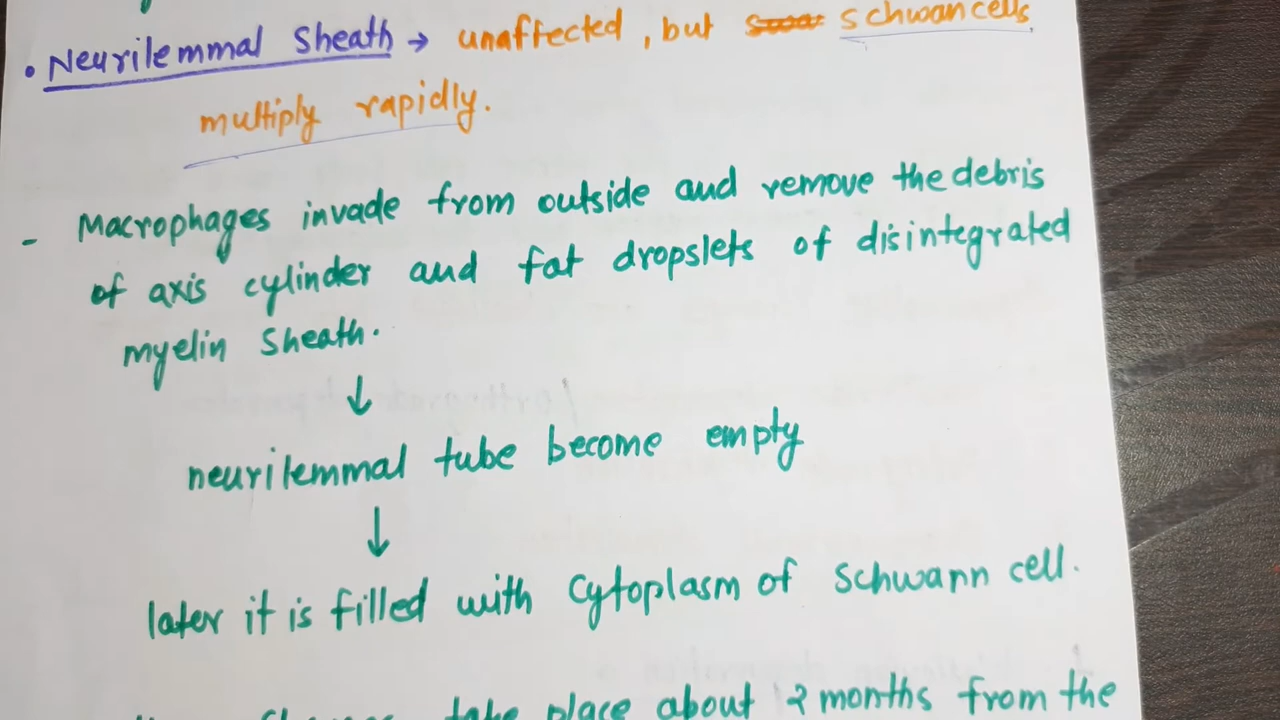 • Neurilemmal Sheath → unaffected, but schwancells
multiply rapidly.
- Macrophages invade from outside and remove the debris
of axis cylinder and fat dropslets of disintegrated
myelin sheath.
↓
neurilemmal tube become empty
↓
later it is filled with Cytoplasm of Schwann cell.
take place about 2 months from the